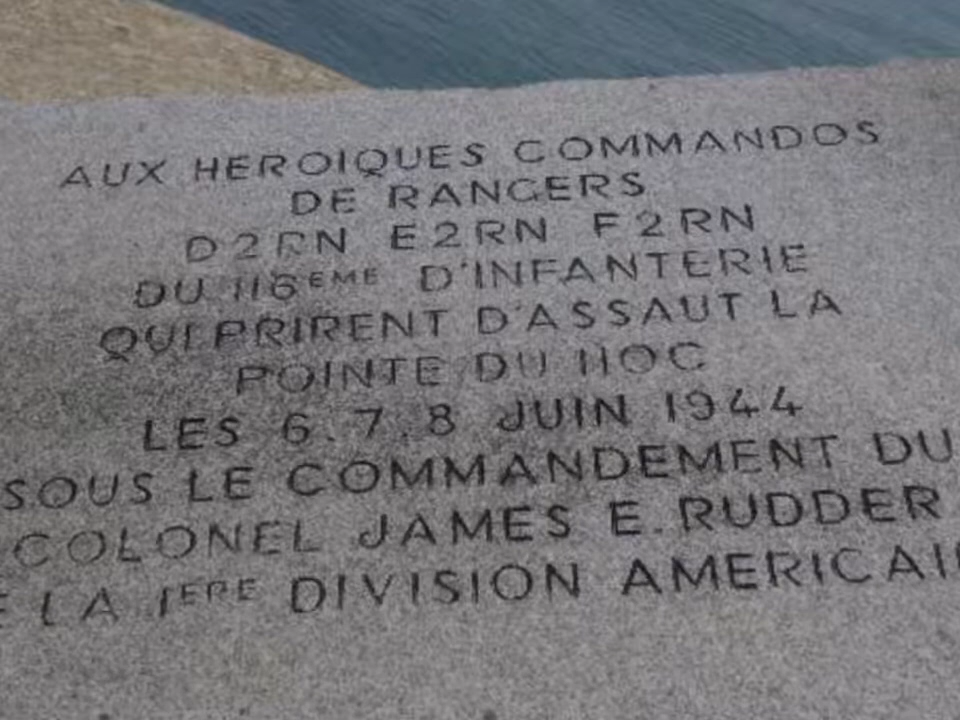 AUX HEROIQUES COMMANDOS
DE RANGERS
D2RN E2RN F2RN
DU 116EME D'INFANTERIE
QUI PRIRENT D'ASSAUT LA
POINTE DU HOC
LES 6.7.8 JUIN 1944
SOUS LE COMMANDEMENT DU
COLONEL JAMES E.RUDDER
LA 1ERE DIVISION